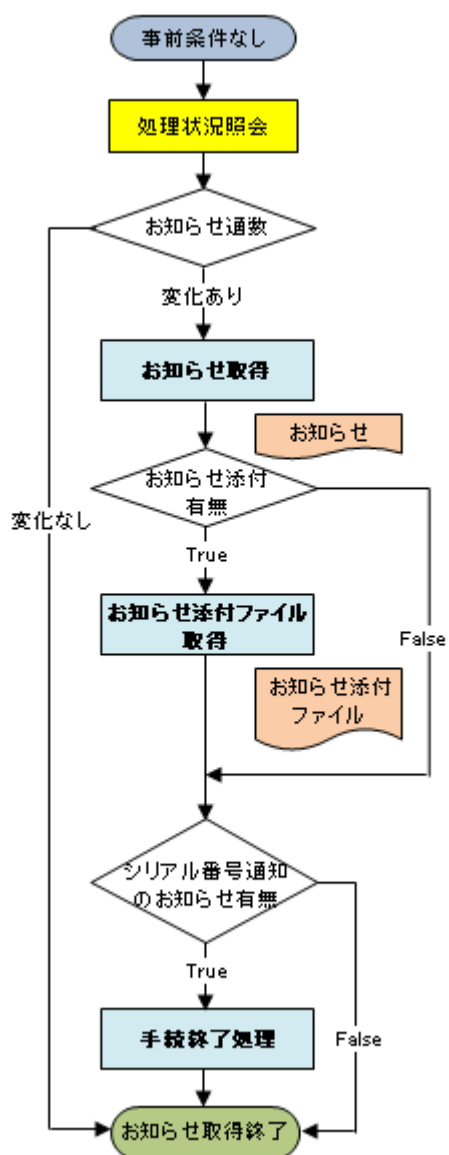 事前条件なし
処理状況照会
お知らせ通数
変化あり
お知らせ取得
お知らせ
お知らせ添付
有無
変化なし
True
お知らせ添付ファイル
取得
False
お知らせ添付
ファイル
シリアル番号通知
のお知らせ有無
True
手続終了処理
False
お知らせ取得終了